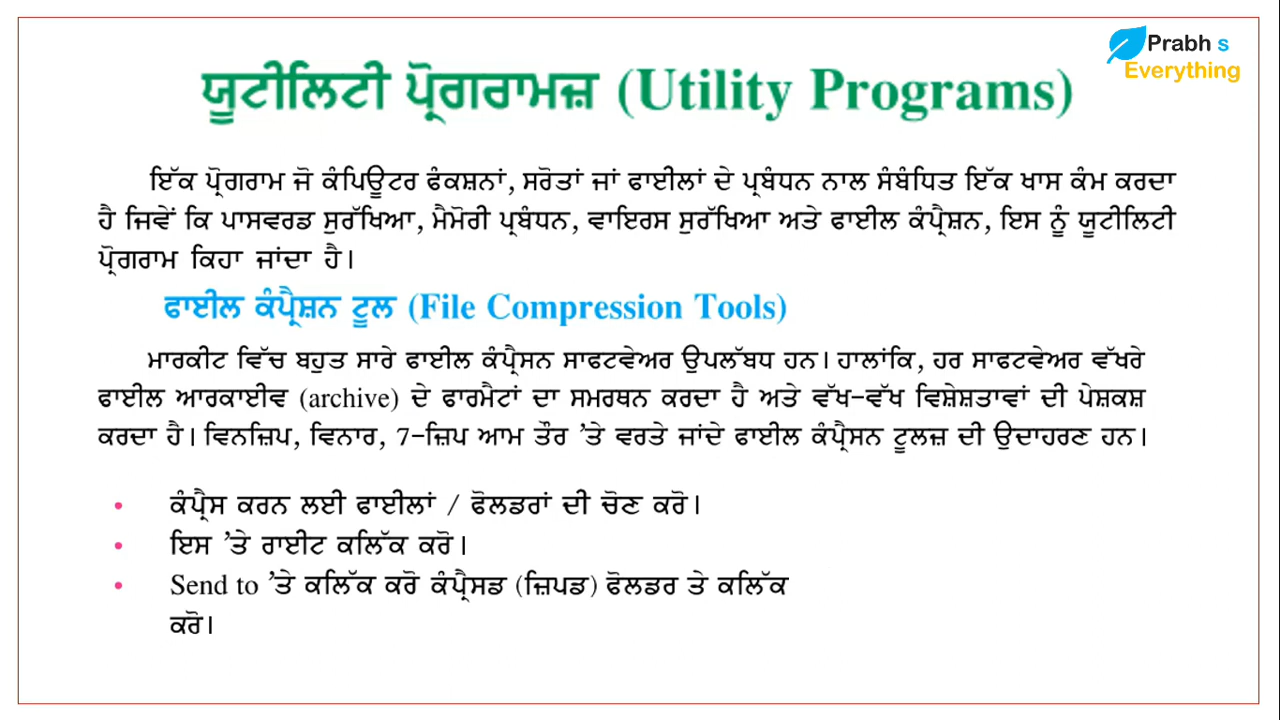 Prabh s
Everything
ਯੂਟੀਲਿਟੀ ਪ੍ਰੋਗਰਾਮਜ਼ (Utility Programs)
ਇੱਕ ਪ੍ਰੋਗਰਾਮ ਜੋ ਕੰਪਿਊਟਰ ਫੰਕਸ਼ਨਾਂ, ਸਰੋਤਾਂ ਜਾਂ ਫਾਈਲਾਂ ਦੇ ਪ੍ਰਬੰਧਨ ਨਾਲ ਸੰਬੰਧਿਤ ਇੱਕ ਖਾਸ ਕੰਮ ਕਰਦਾ
ਹੈ ਜਿਵੇਂ ਕਿ ਪਾਸਵਰਡ ਸੁਰੱਖਿਆ, ਮੈਮੋਰੀ ਪ੍ਰਬੰਧਨ, ਵਾਇਰਸ ਸੁਰੱਖਿਆ ਅਤੇ ਫਾਈਲ ਕੰਪ੍ਰੈਸ਼ਨ, ਇਸ ਨੂੰ ਯੂਟੀਲਿਟੀ
ਪ੍ਰੋਗਰਾਮ ਕਿਹਾ ਜਾਂਦਾ ਹੈ।
ਫਾਈਲ ਕੰਪ੍ਰੈਸ਼ਨ ਟੂਲ (File Compression Tools)
ਮਾਰਕੀਟ ਵਿੱਚ ਬਹੁਤ ਸਾਰੇ ਫਾਈਲ ਕੰਪ੍ਰੈਸਨ ਸਾਫਟਵੇਅਰ ਉਪਲੱਬਧ ਹਨ। ਹਾਲਾਂਕਿ, ਹਰ ਸਾਫਟਵੇਅਰ ਵੱਖਰੇ
ਫਾਈਲ ਆਰਕਾਈਵ (archive) ਦੇ ਫਾਰਮੈਟਾਂ ਦਾ ਸਮਰਥਨ ਕਰਦਾ ਹੈ ਅਤੇ ਵੱਖ-ਵੱਖ ਵਿਸ਼ੇਸ਼ਤਾਵਾਂ ਦੀ ਪੇਸ਼ਕਸ਼
ਕਰਦਾ ਹੈ। ਵਿਨਜ਼ਿਪ, ਵਿਨਾਰ, 7-ਜ਼ਿਪ ਆਮ ਤੌਰ 'ਤੇ ਵਰਤੇ ਜਾਂਦੇ ਫਾਈਲ ਕੰਪ੍ਰੈਸਨ ਟੂਲਜ਼ ਦੀ ਉਦਾਹਰਣ ਹਨ।
• ਕੰਪ੍ਰੈਸ ਕਰਨ ਲਈ ਫਾਈਲਾਂ / ਫੋਲਡਰਾਂ ਦੀ ਚੋਣ ਕਰੋ।
• ਇਸ 'ਤੇ ਰਾਈਟ ਕਲਿੱਕ ਕਰੋ।
• Send to 'ਤੇ ਕਲਿੱਕ ਕਰੋ ਕੰਪ੍ਰੈਸਡ (ਜ਼ਿਪਡ) ਫੋਲਡਰ ਤੇ ਕਲਿੱਕ
ਕਰੋ।